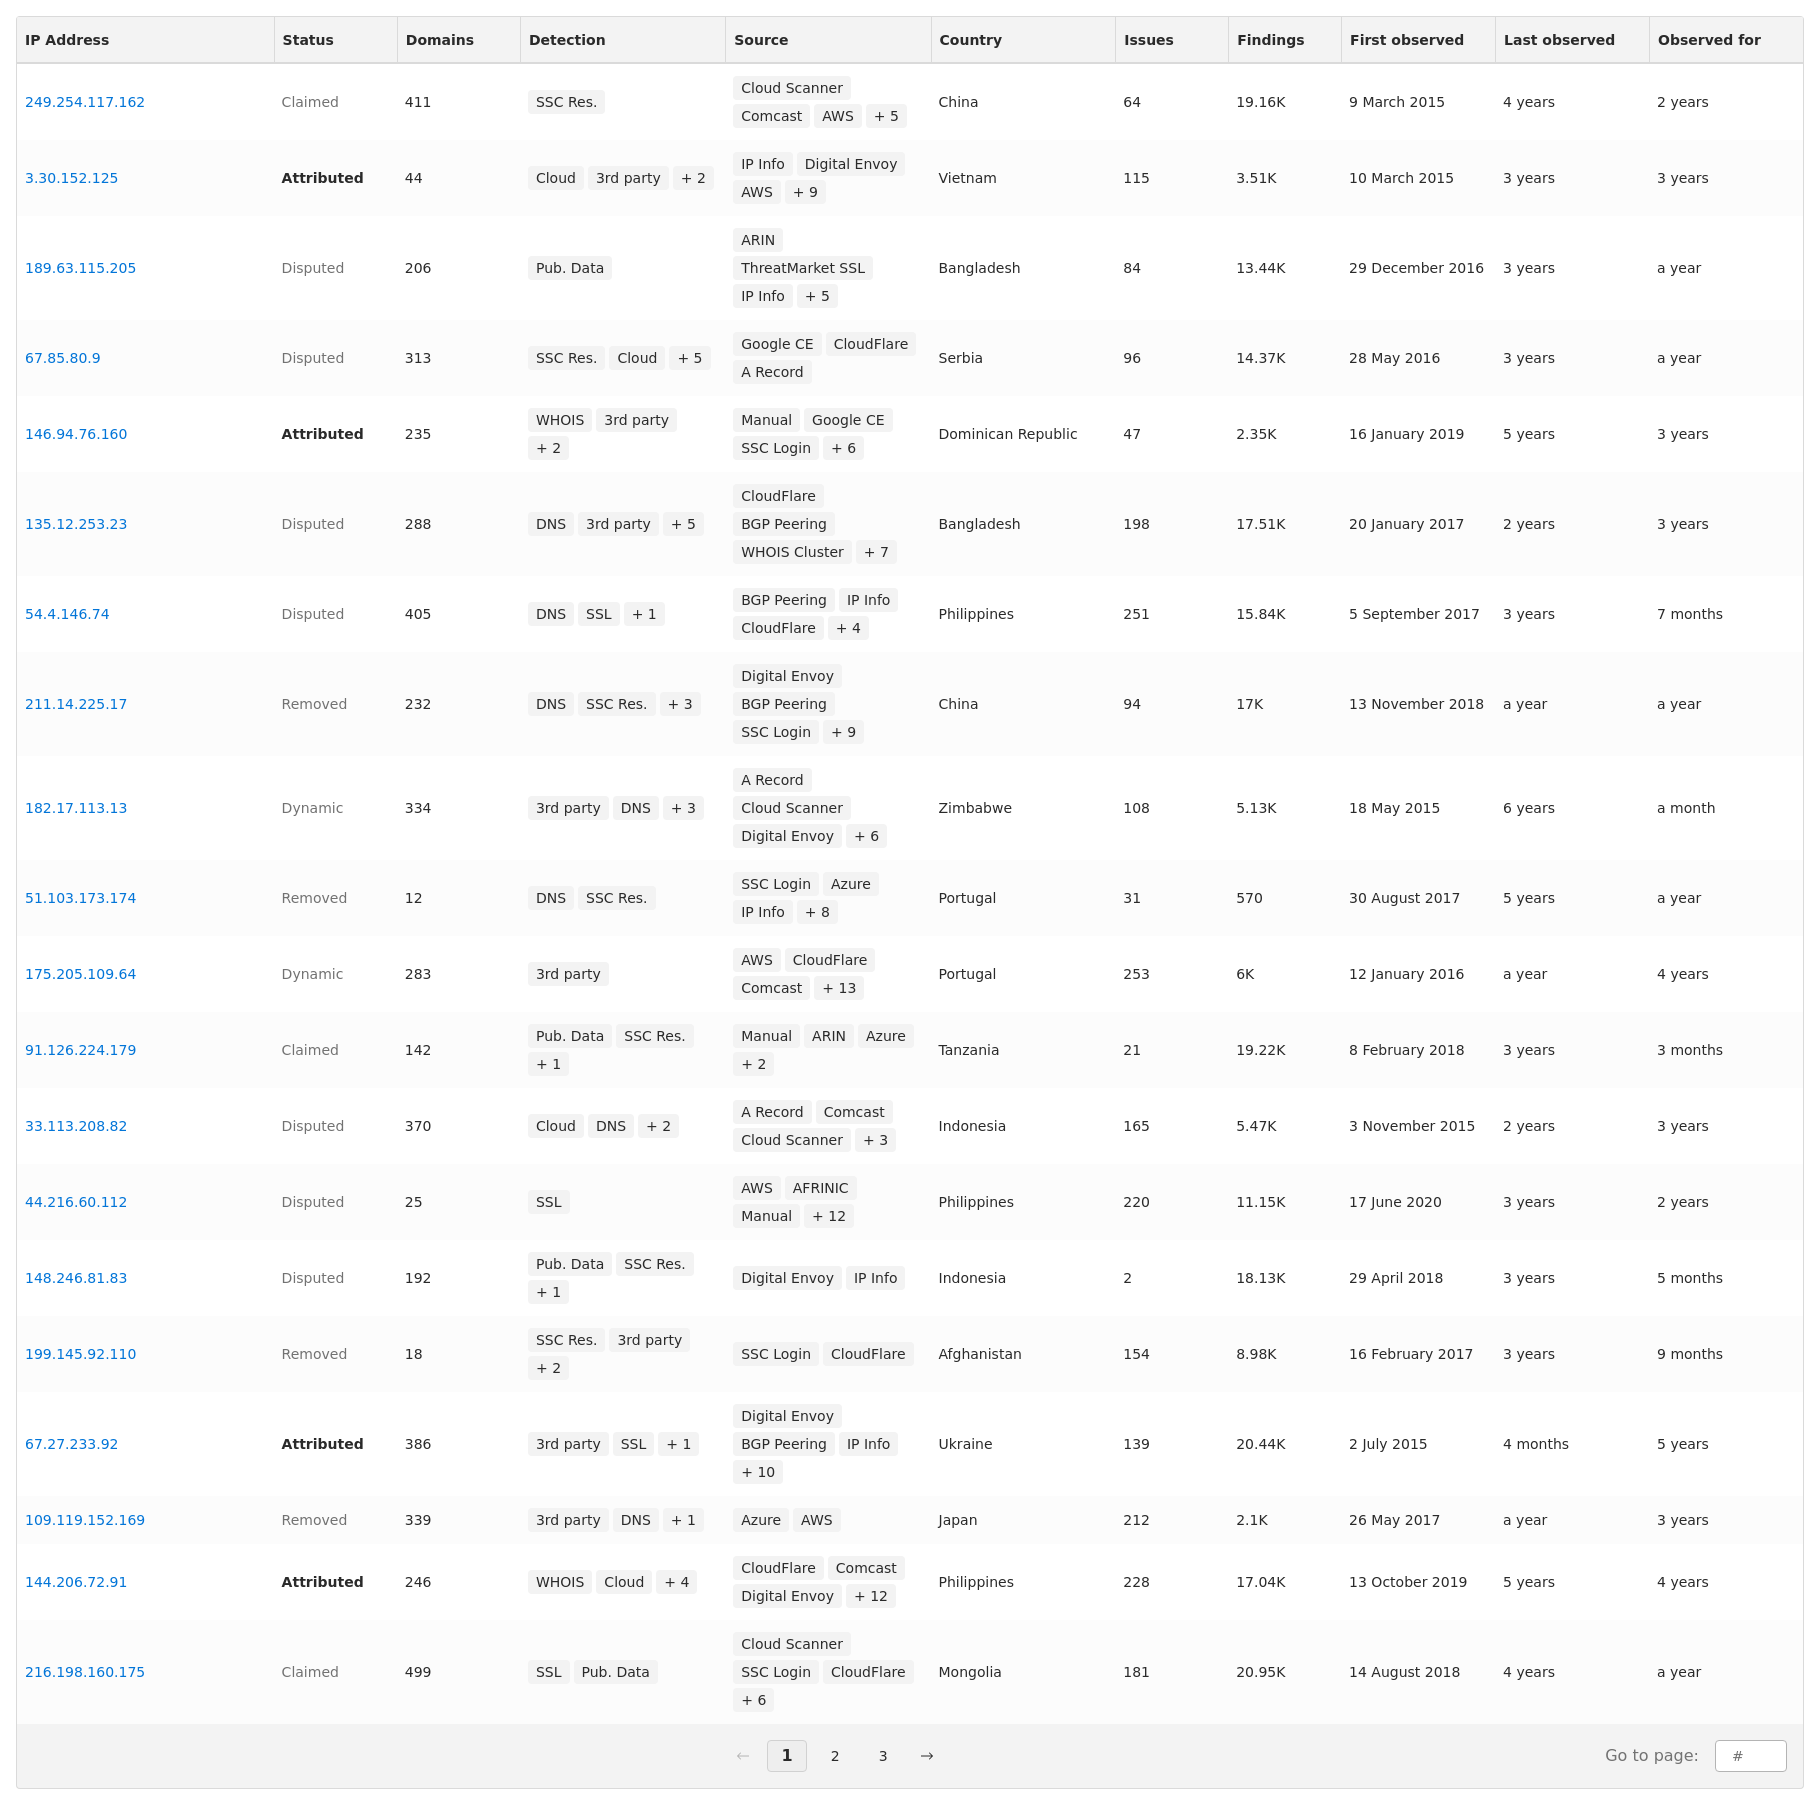 IP Address Status Domains Detection Source Country Issues Findings First observed Last observed Observed for
249.254.117.162 Claimed 411 SSC Res. Cloud Scanner Comcast AWS + 5 China 64 19.16K 9 March 2015 4 years 2 years
3.30.152.125 Attributed 44 Cloud 3rd party + 2 IP Info Digital Envoy AWS + 9 Vietnam 115 3.51K 10 March 2015 3 years 3 years
189.63.115.205 Disputed 206 Pub. Data ARIN ThreatMarket SSL IP Info + 5 Bangladesh 84 13.44K 29 December 2016 3 years a year
67.85.80.9 Disputed 313 SSC Res. Cloud + 5 Google CE CloudFlare A Record Serbia 96 14.37K 28 May 2016 3 years a year
146.94.76.160 Attributed 235 WHOIS 3rd party + 2 Manual Google CE SSC Login + 6 Dominican Republic 47 2.35K 16 January 2019 5 years 3 years
135.12.253.23 Disputed 288 DNS 3rd party + 5 CloudFlare BGP Peering WHOIS Cluster + 7 Bangladesh 198 17.51K 20 January 2017 2 years 3 years
54.4.146.74 Disputed 405 DNS SSL + 1 BGP Peering IP Info CloudFlare + 4 Philippines 251 15.84K 5 September 2017 3 years 7 months
211.14.225.17 Removed 232 DNS SSC Res. + 3 Digital Envoy BGP Peering SSC Login + 9 China 94 17K 13 November 2018 a year a year
182.17.113.13 Dynamic 334 3rd party DNS + 3 A Record Cloud Scanner Digital Envoy + 6 Zimbabwe 108 5.13K 18 May 2015 6 years a month
51.103.173.174 Removed 12 DNS SSC Res. SSC Login Azure IP Info + 8 Portugal 31 570 30 August 2017 5 years a year
175.205.109.64 Dynamic 283 3rd party AWS CloudFlare Comcast + 13 Portugal 253 6K 12 January 2016 a year 4 years
91.126.224.179 Claimed 142 Pub. Data SSC Res. + 1 Manual ARIN Azure + 2 Tanzania 21 19.22K 8 February 2018 3 years 3 months
33.113.208.82 Disputed 370 Cloud DNS + 2 A Record Comcast Cloud Scanner + 3 Indonesia 165 5.47K 3 November 2015 2 years 3 years
44.216.60.112 Disputed 25 SSL AWS AFRINIC Manual + 12 Philippines 220 11.15K 17 June 2020 3 years 2 years
148.246.81.83 Disputed 192 Pub. Data SSC Res. + 1 Digital Envoy IP Info Indonesia 2 18.13K 29 April 2018 3 years 5 months
199.145.92.110 Removed 18 SSC Res. 3rd party + 2 SSC Login CloudFlare Afghanistan 154 8.98K 16 February 2017 3 years 9 months
67.27.233.92 Attributed 386 3rd party SSL + 1 Digital Envoy BGP Peering IP Info + 10 Ukraine 139 20.44K 2 July 2015 4 months 5 years
109.119.152.169 Removed 339 3rd party DNS + 1 Azure AWS Japan 212 2.1K 26 May 2017 a year 3 years
144.206.72.91 Attributed 246 WHOIS Cloud + 4 CloudFlare Comcast Digital Envoy + 12 Philippines 228 17.04K 13 October 2019 5 years 4 years
216.198.160.175 Claimed 499 SSL Pub. Data Cloud Scanner SSC Login CloudFlare + 6 Mongolia 181 20.95K 14 August 2018 4 years a year
← 1 2 3 → Go to page: #